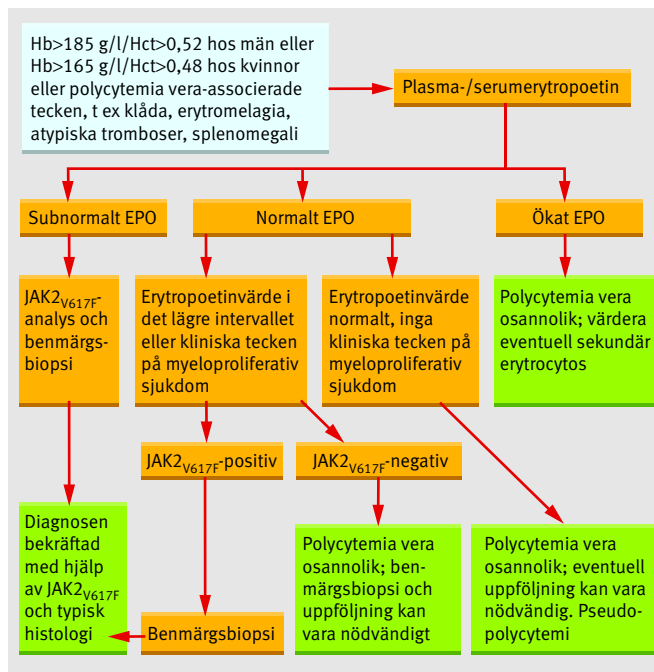 Hb>185 g/l/Hct>0,52 hos män eller
Hb>165 g/l/Hct>0,48 hos kvinnor
eller polycytemia vera-associerade
tecken, t ex klåda, erytromelagia,
atypiska tromboser, splenomegali
Plasma-/serumerytropoetin
Subnormalt EPO
Normalt EPO
Ökat EPO
JAK2V617F-
analys och
benmärgs-
biopsi
Erytropoetinvärde i
det lägre intervallet
eller kliniska tecken
på myeloproliferativ
sjukdom
Erytropoetinvärde
normalt, inga
kliniska tecken på
myeloproliferativ
sjukdom
Polycytemia vera
osannolik; värdera
eventuell sekundär
erytrocytos
JAK2V617F-positiv
JAK2V617F-negativ
Diagnosen
bekräftad
med hjälp
av JAK2V617F
och typisk
histologi
Benmärgsbiopsi
Polycytemia vera
osannolik; ben-
märgsbiopsi och
uppföljning kan
vara nödvändigt
Polycytemia vera
osannolik; eventuell
uppföljning kan vara
nödvändig. Pseudo-
polycytemi